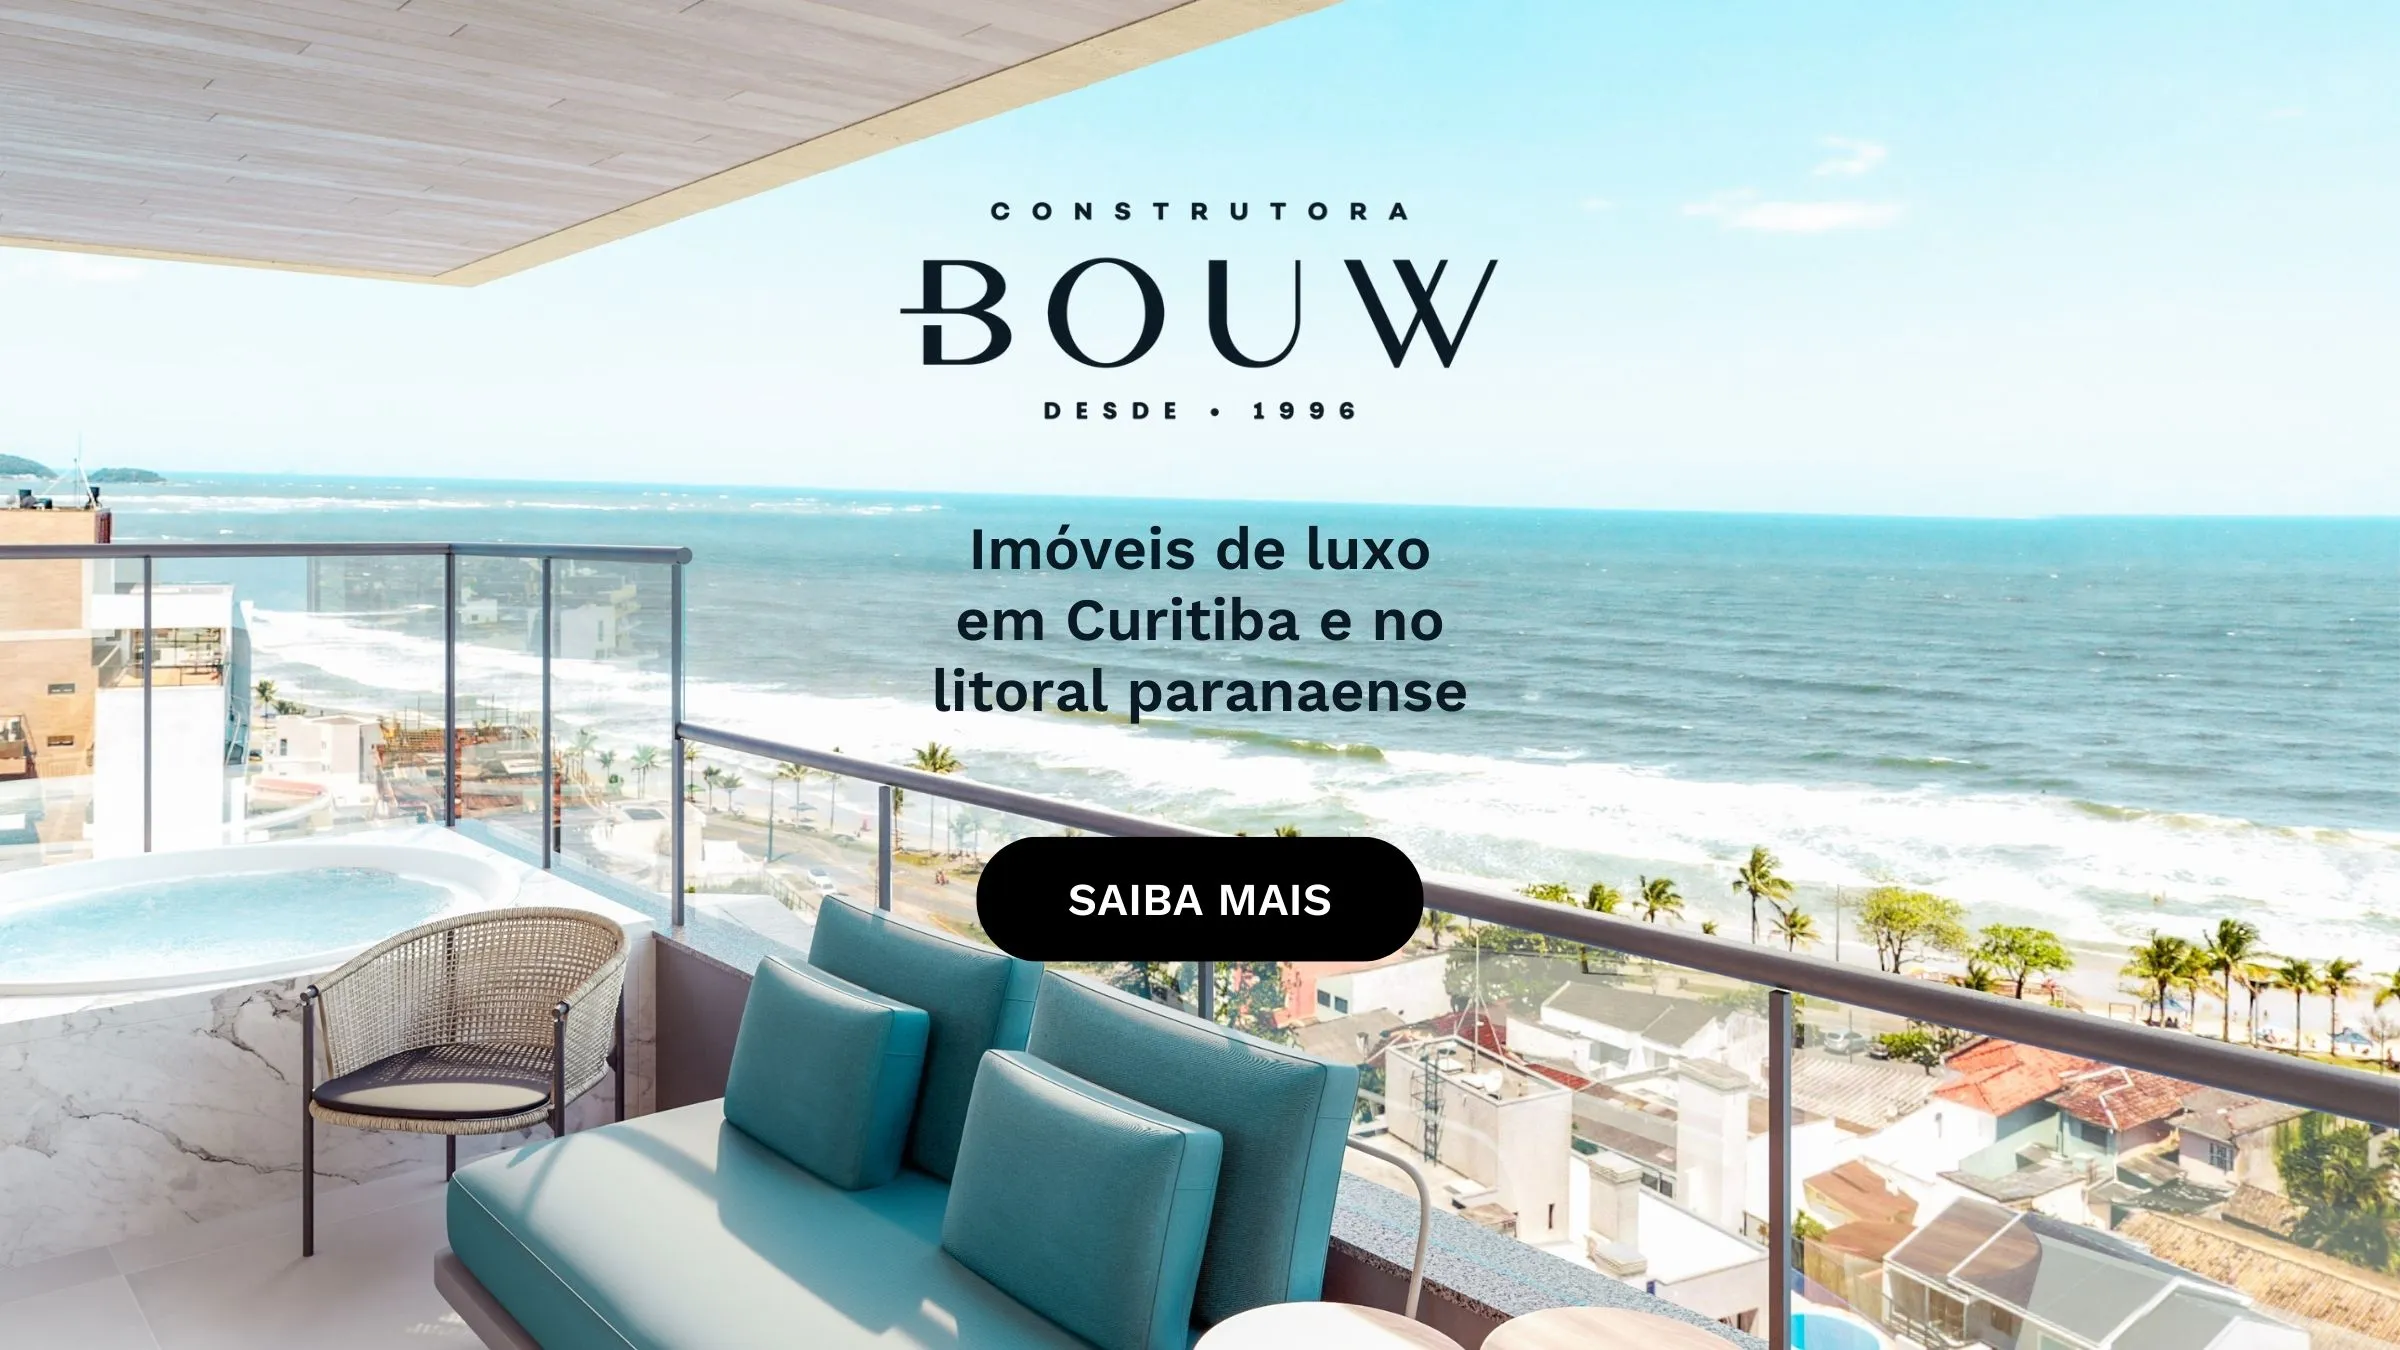 CONSTRUTORA
BOUW
DESDE • 1996
Imóveis de luxo
em Curitiba e no
litoral paranaense
SAIBA MAIS